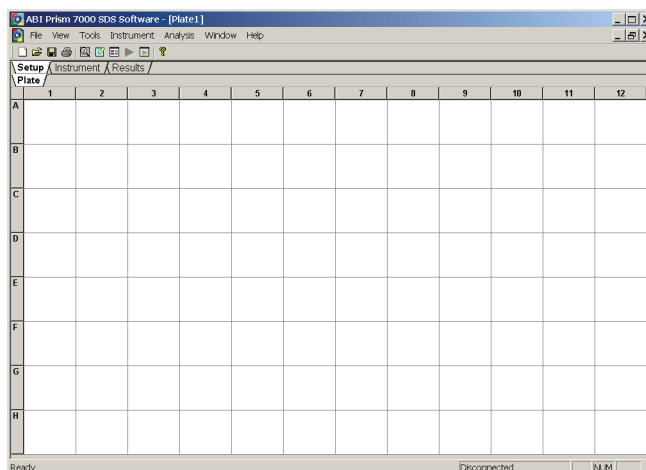 ABI Prism 7000 SDS Software - [Plate1]
File View Tools Instrument Analysis Window Help
Setup Instrument Results
Plate
1 2 3 4 5 6 7 8 9 10 11 12
A
B
C
D
E
F
G
H
Ready Disconnected NUM